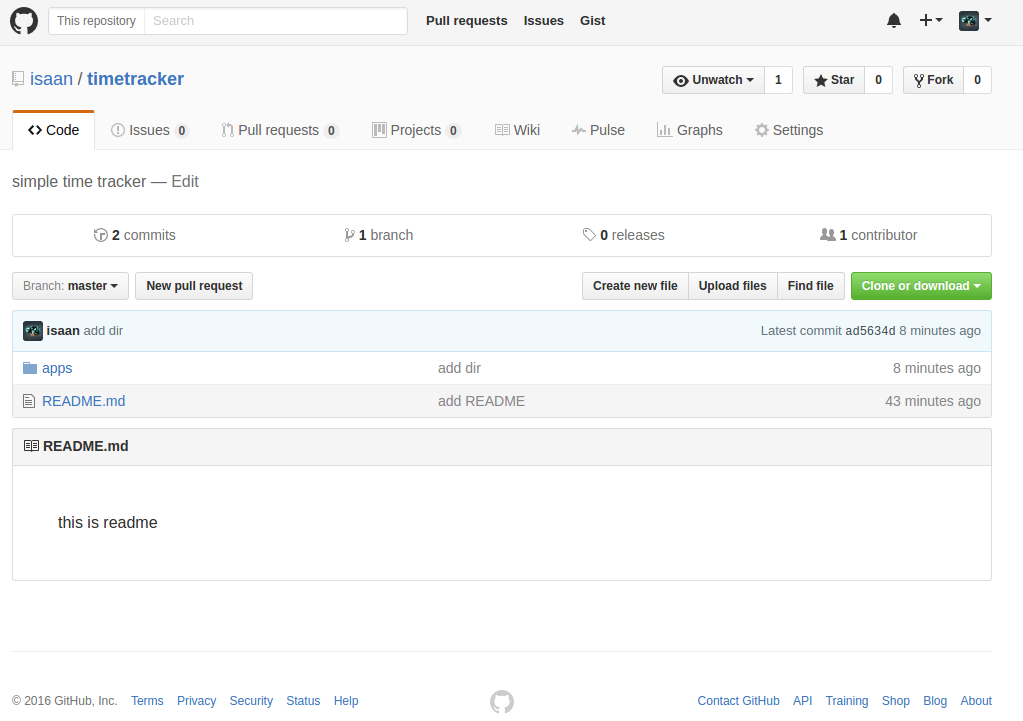 This repository Search Pull requests Issues Gist
isaan / timetracker Unwatch 1 Star 0 Fork 0
Code Issues 0 Pull requests 0 Projects 0 Wiki Pulse Graphs Settings
simple time tracker — Edit
2 commits 1 branch 0 releases 1 contributor
Branch: master New pull request Create new file Upload files Find file Clone or download
isaan add dir Latest commit ad5634d 8 minutes ago
apps add dir 8 minutes ago
README.md add README 43 minutes ago
README.md
this is readme
© 2016 GitHub, Inc. Terms Privacy Security Status Help Contact GitHub API Training Shop Blog About